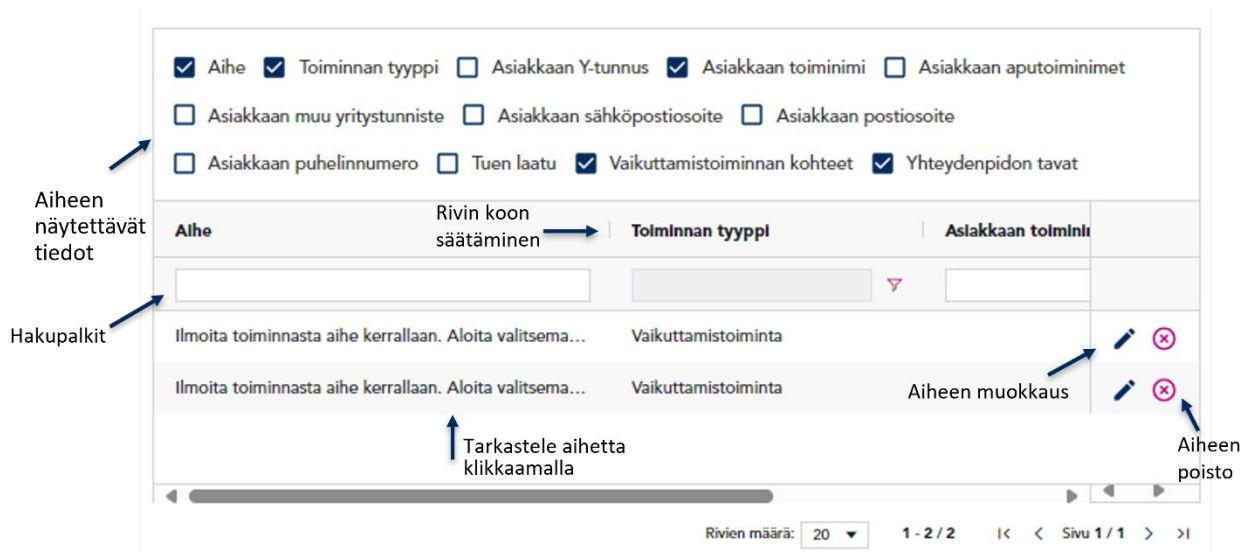 Aihe Toiminnan tyyppi Asiakkaan Y-tunnus Asiakkaan toiminimi Asiakkaan aputoiminimet
Asiakkaan muu yritystunniste Asiakkaan sähköpostiosoite Asiakkaan postiosoite
Asiakkaan puhelinnumero Tuen laatu Vaikuttamistoiminnan kohteet Yhteydenpidon tavat
Aiheen
näytettävät
tiedot
Rivin koon
säätäminen
Aihe Toiminnan tyyppi Asiakkaan toiminir
Hakupalkit
Ilmoita toiminnasta aihe kerrallaan. Aloita valitsema... Vaikuttamistoiminta
Ilmoita toiminnasta aihe kerrallaan. Aloita valitsema... Vaikuttamistoiminta
Aiheen muokkaus
Tarkastele aihetta
klikkaamalla
Aiheen
poisto
Rivien määrä: 20 1 - 2 / 2 Sivu 1 / 1